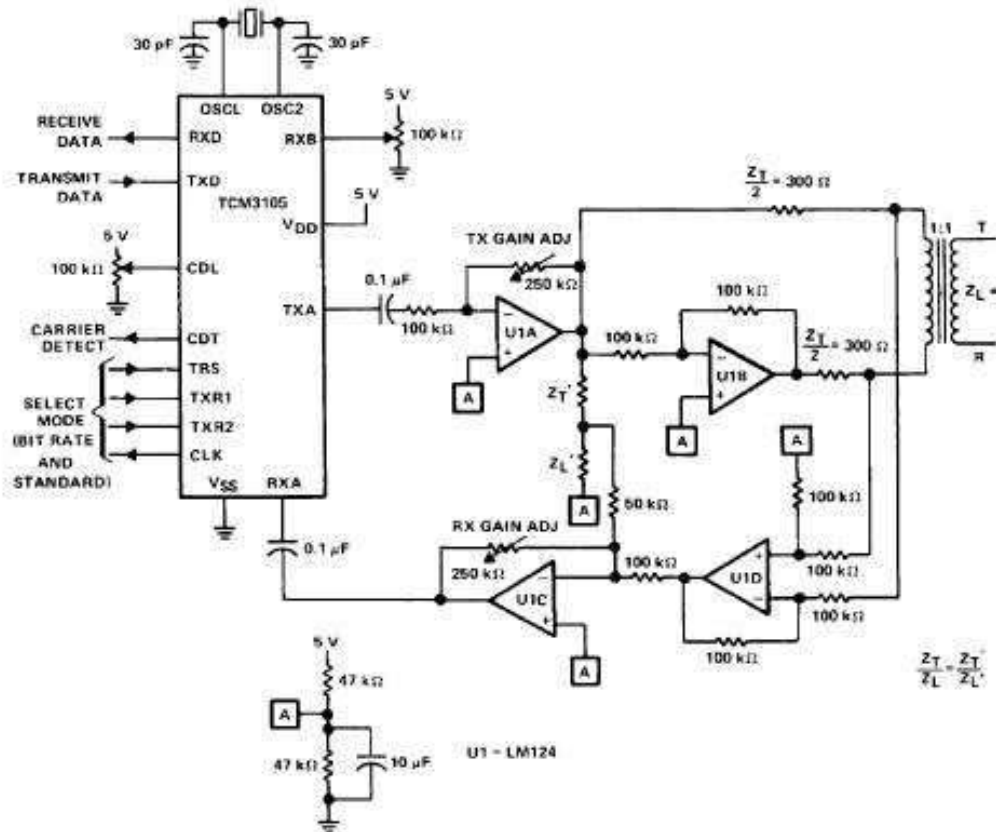 30 pF
30 pF
OSCL
OSC2
5 V
RECEIVE
DATA
RXD
RXB
100 kΩ
TRANSMIT
DATA
TXD
TCM3105
5 V
VDD
ZT/2 = 300 Ω
1:1
T
ZL =
R
5 V
100 kΩ
CDL
TX GAIN ADJ
250 kΩ
0.1 μF
TXA
100 kΩ
U1A
A
CARRIER
DETECT
CDT
100 kΩ
100 kΩ
ZT/2 = 300 Ω
U1B
A
SELECT
MODE
(BIT RATE
AND
STANDARD)
TRS
TXR1
TXR2
CLK
ZT'
ZL'
A
A
VSS
RXA
50 kΩ
100 kΩ
RX GAIN ADJ
0.1 μF
250 kΩ
100 kΩ
U1C
A
U1D
100 kΩ
100 kΩ
100 kΩ
ZT/ZL = ZT'/ZL'
5 V
47 kΩ
A
47 kΩ
10 μF
U1 – LM124